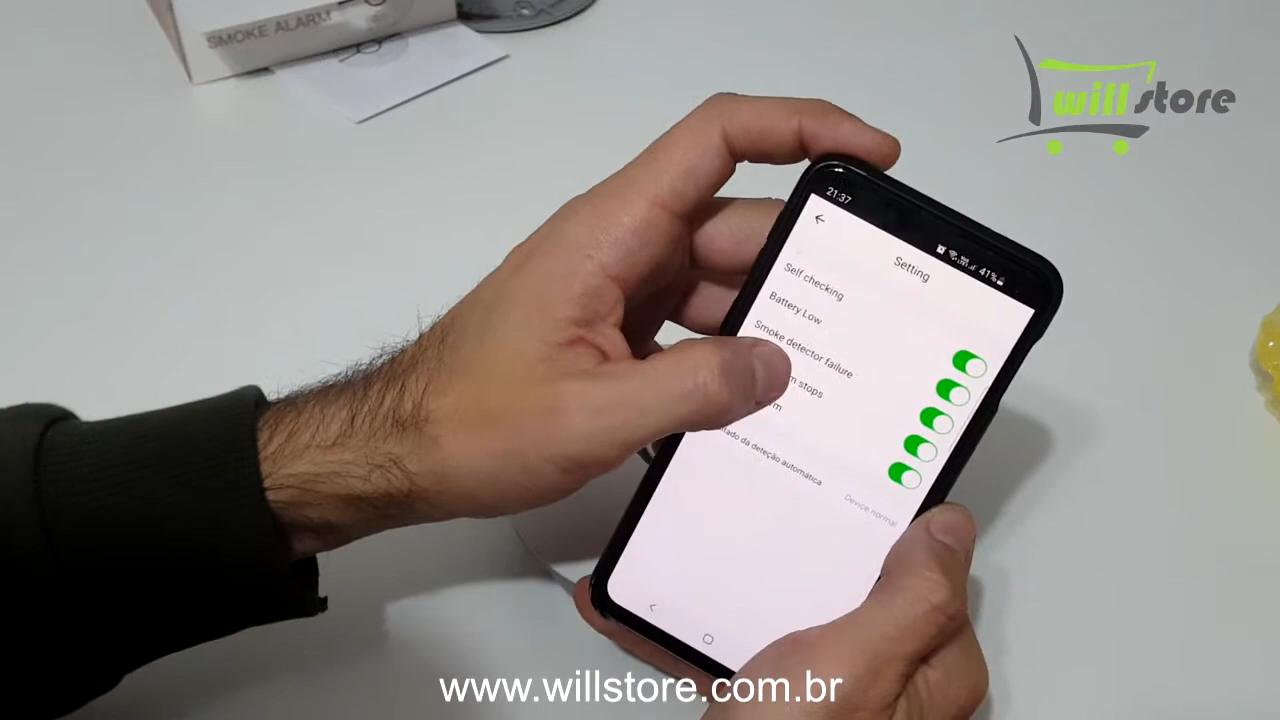 SMOKE ALARM
will store
21:37
41%
Setting
Self checking
Battery Low
Smoke detector failure
stops
da deteção automática
Device normal
www.willstore.com.br